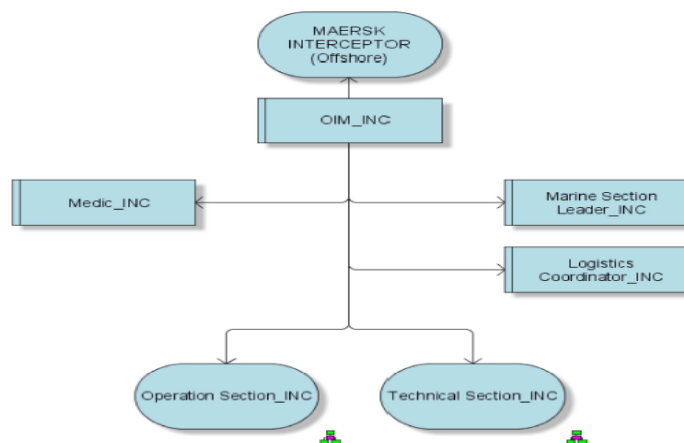 MAERSK
INTERCEPTOR
(Offshore)
OIM_INC
Medic_INC
Marine Section
Leader_INC
Logistics
Coordinator_INC
Operation Section_INC
Technical Section_INC